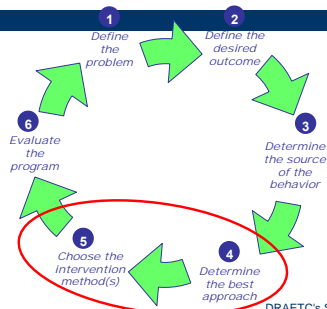 1
Define
the
problem
2
Define the
desired
outcome
3
Determine
the source
of the
behavior
4
Determine
the best
approach
5
Choose the
intervention
method(s)
6
Evaluate
the
program
DRAFTC's S